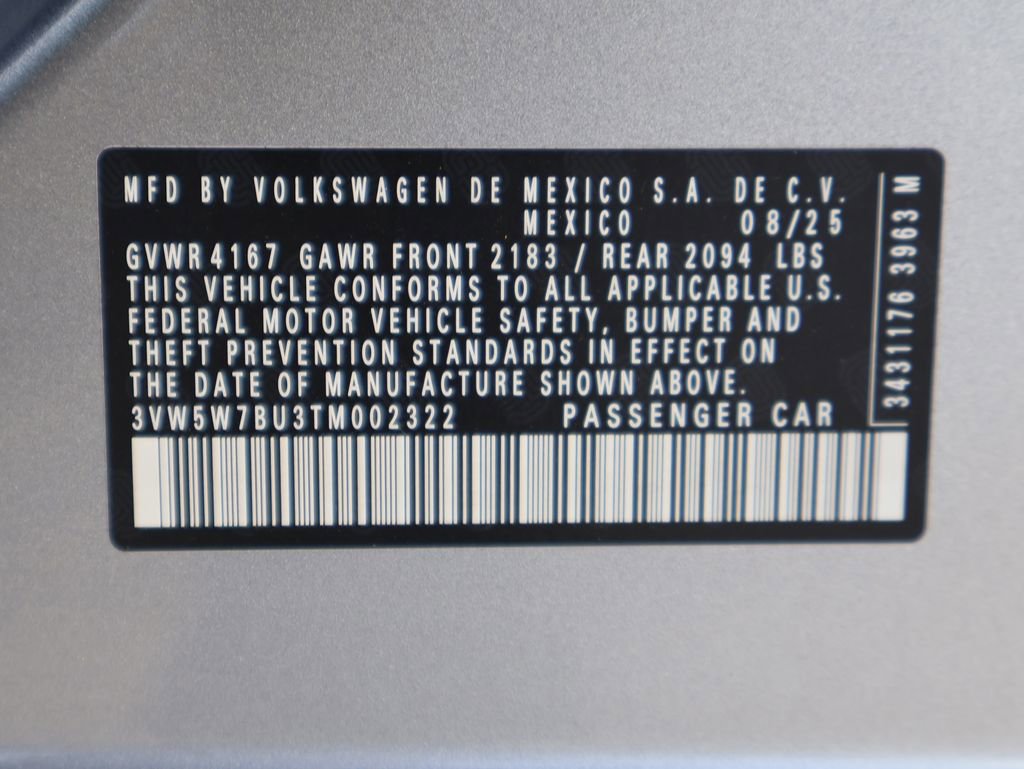 MFD BY VOLKSWAGEN DE MEXICO S.A. DE C.V.
MEXICO 08/25
GVWR 4167 GAWR FRONT 2183 / REAR 2094 LBS
THIS VEHICLE CONFORMS TO ALL APPLICABLE U.S.
FEDERAL MOTOR VEHICLE SAFETY, BUMPER AND
THEFT PREVENTION STANDARDS IN EFFECT ON
THE DATE OF MANUFACTURE SHOWN ABOVE.
3VW5W7BU3TM002322 PASSENGER CAR
3431176 3963 M